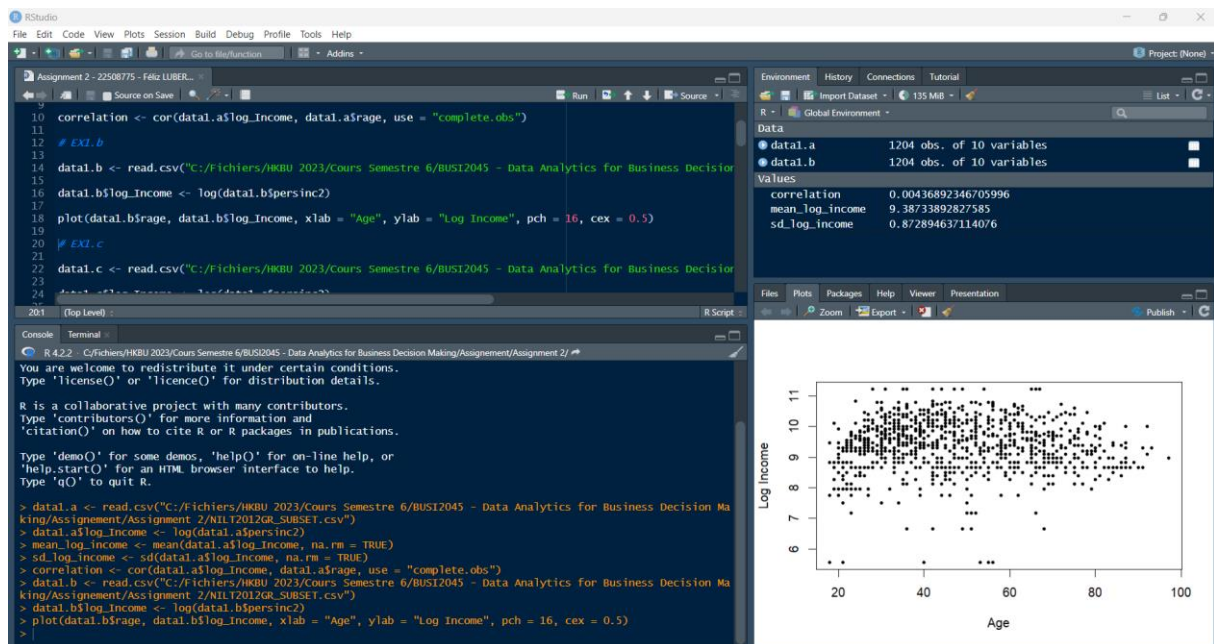 RStudio
File Edit Code View Plots Session Build Debug Profile Tools Help
Go to file/function Addins
Project: (None)
Assignment 2 - 22508775 - Féliz LUBER...
Source on Save Run Source
9
10 correlation <- cor(data1.a$log_Income, data1.a$rage, use = "complete.obs")
11
12 # EX1.b
13
14 data1.b <- read.csv("C:/Fichiers/HKBU 2023/Cours Semestre 6/BUSI2045 - Data Analytics for Business Decision
15
16 data1.b$log_Income <- log(data1.b$persinc2)
17
18 plot(data1.b$rage, data1.b$log_Income, xlab = "Age", ylab = "Log Income", pch = 16, cex = 0.5)
19
20 # EX1.c
21
22 data1.c <- read.csv("C:/Fichiers/HKBU 2023/Cours Semestre 6/BUSI2045 - Data Analytics for Business Decision
23
24
20:1 (Top Level) R Script
Console Terminal
R 4.2.2 · C:/Fichiers/HKBU 2023/Cours Semestre 6/BUSI2045 - Data Analytics for Business Decision Making/Assignement/Assignment 2/
You are welcome to redistribute it under certain conditions.
Type 'license()' or 'licence()' for distribution details.
R is a collaborative project with many contributors.
Type 'contributors()' for more information and
'citation()' on how to cite R or R packages in publications.
Type 'demo()' for some demos, 'help()' for on-line help, or
'help.start()' for an HTML browser interface to help.
Type 'q()' to quit R.
> data1.a <- read.csv("C:/Fichiers/HKBU 2023/Cours Semestre 6/BUSI2045 - Data Analytics for Business Decision Ma
king/Assignement/Assignment 2/NILT2012GR_SUBSET.csv")
> data1.a$log_Income <- log(data1.a$persinc2)
> mean_log_income <- mean(data1.a$log_Income, na.rm = TRUE)
> sd_log_income <- sd(data1.a$log_Income, na.rm = TRUE)
> correlation <- cor(data1.a$log_Income, data1.a$rage, use = "complete.obs")
> data1.b <- read.csv("C:/Fichiers/HKBU 2023/Cours Semestre 6/BUSI2045 - Data Analytics for Business Decision Ma
king/Assignement/Assignment 2/NILT2012GR_SUBSET.csv")
> data1.b$log_Income <- log(data1.b$persinc2)
> plot(data1.b$rage, data1.b$log_Income, xlab = "Age", ylab = "Log Income", pch = 16, cex = 0.5)
>
Environment History Connections Tutorial
Import Dataset 135 MiB List
R Global Environment
Data
data1.a 1204 obs. of 10 variables
data1.b 1204 obs. of 10 variables
Values
correlation 0.00436892346705996
mean_log_income 9.38733892827585
sd_log_income 0.872894637114076
Files Plots Packages Help Viewer Presentation
Zoom Export Publish
Log Income
11
10
9
8
7
6
20 40 60 80 100
Age